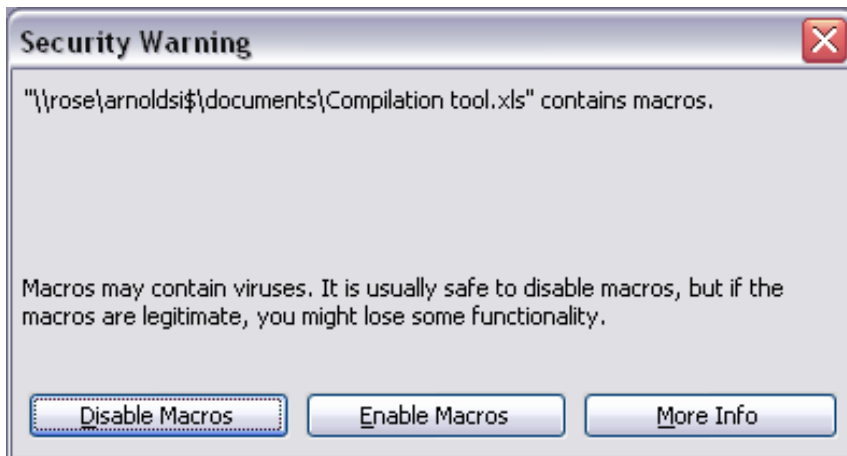 Security Warning
"\\rose\arnoldsi$\documents\Compilation tool.xls" contains macros.
Macros may contain viruses. It is usually safe to disable macros, but if the
macros are legitimate, you might lose some functionality.
Disable Macros
Enable Macros
More Info